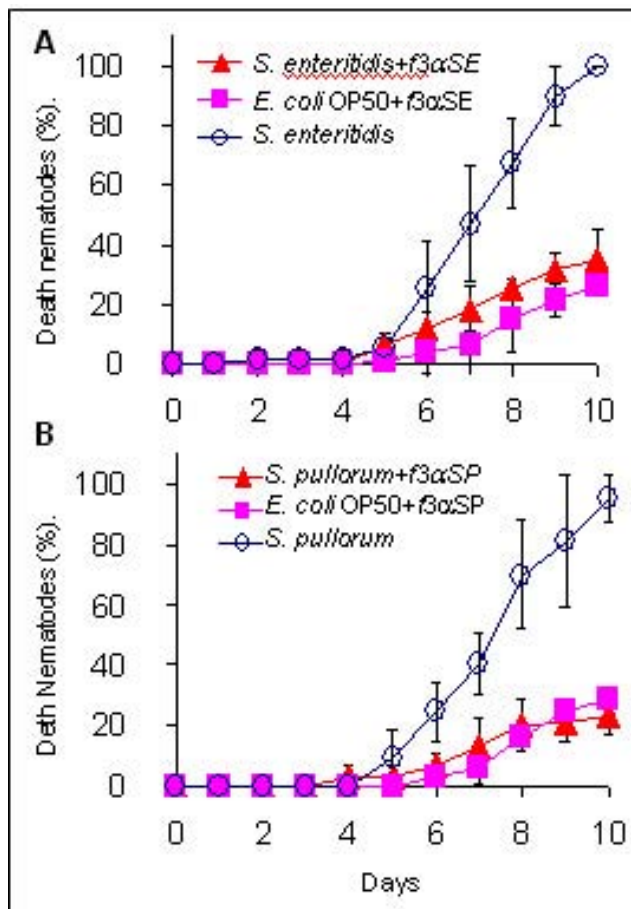 A
S. enteritidis+f3αSE
E. coli OP50+f3αSE
S. enteritidis
Death nematodes (%).
100
80
60
40
20
0
0 2 4 6 8 10
B
S. pullorum+f3αSP
E. coli OP50+f3αSP
S. pullorum
Dath Nematodes (%).
100
80
60
40
20
0
0 2 4 6 8 10
Days